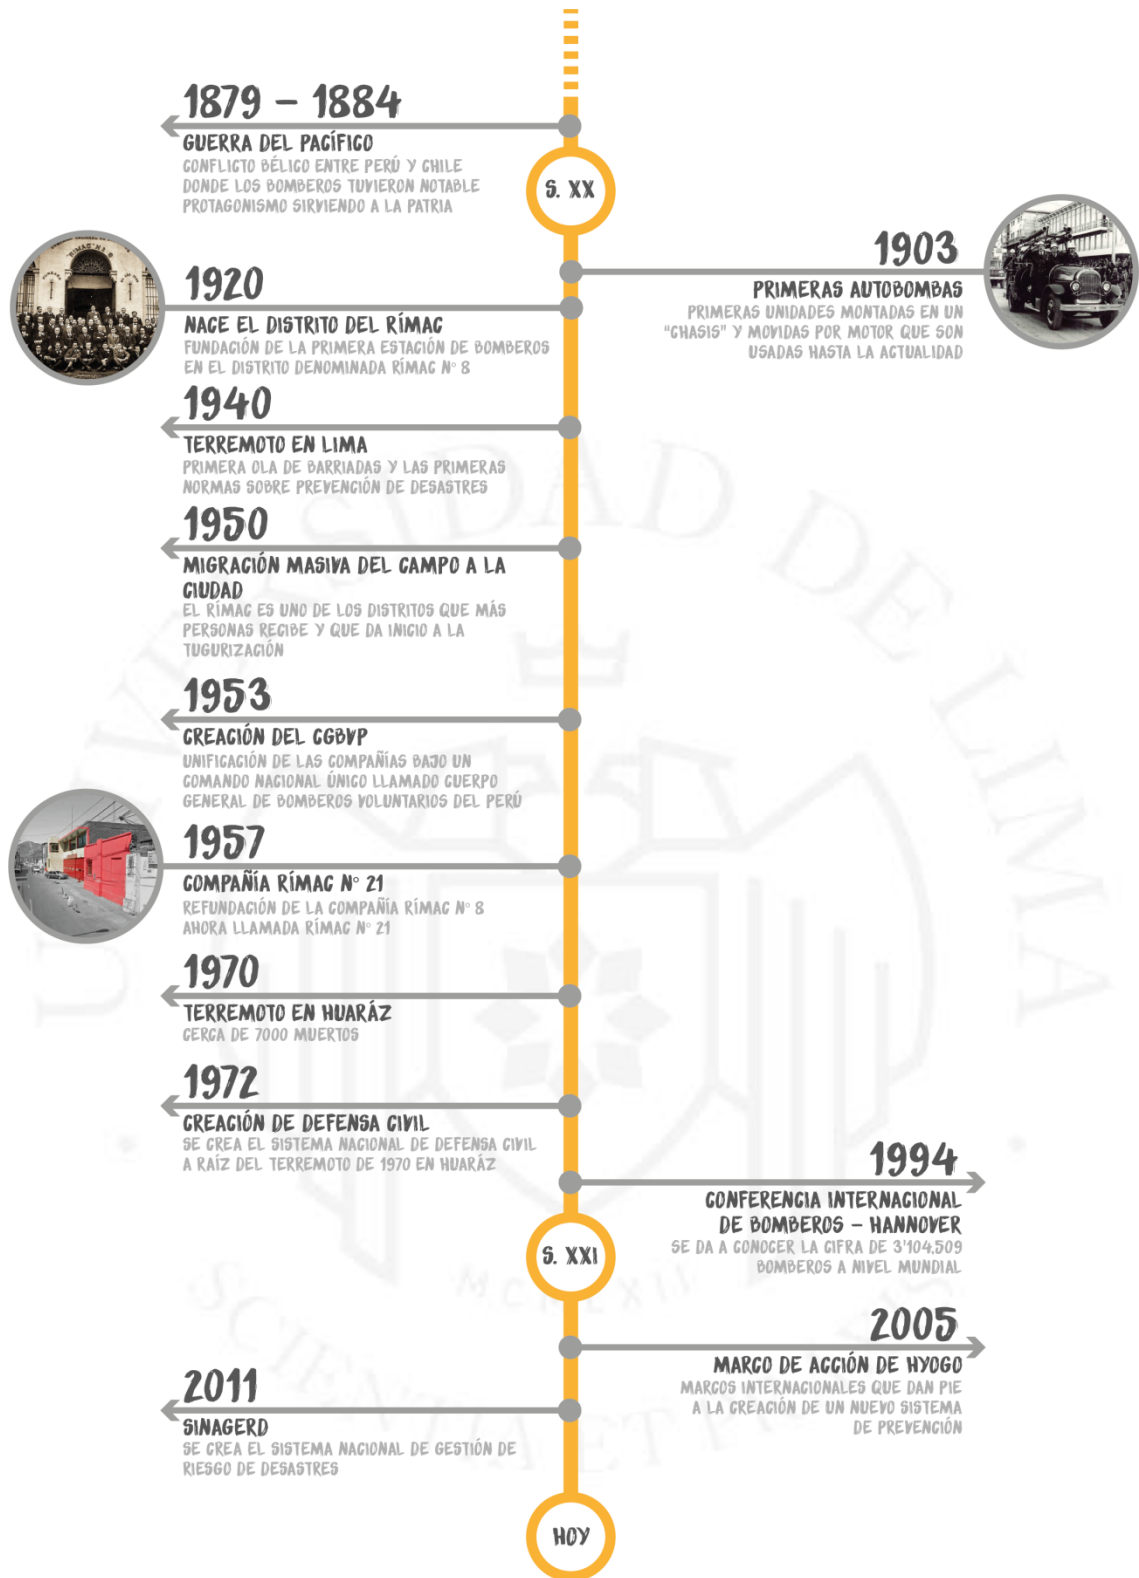 1879 – 1884
GUERRA DEL PACÍFICO
CONFLICTO BÉLICO ENTRE PERÚ Y CHILE
DONDE LOS BOMBEROS TUVIERON NOTABLE
PROTAGONISMO SIRVIENDO A LA PATRIA
S. XX
1903
PRIMERAS AUTOBOMBAS
PRIMERAS UNIDADES MONTADAS EN UN
"CHASIS" Y MOVIDAS POR MOTOR QUE SON
USADAS HASTA LA ACTUALIDAD
1920
NACE EL DISTRITO DEL RÍMAC
FUNDACIÓN DE LA PRIMERA ESTACIÓN DE BOMBEROS
EN EL DISTRITO DENOMINADA RÍMAC N° 8
1940
TERREMOTO EN LIMA
PRIMERA OLA DE BARRIADAS Y LAS PRIMERAS
NORMAS SOBRE PREVENCIÓN DE DESASTRES
1950
MIGRACIÓN MASIVA DEL CAMPO A LA
CIUDAD
EL RÍMAC ES UNO DE LOS DISTRITOS QUE MÁS
PERSONAS RECIBE Y QUE DA INICIO A LA
TUGURIZACIÓN
1953
CREACIÓN DEL CGBVP
UNIFICACIÓN DE LAS COMPAÑÍAS BAJO UN
COMANDO NACIONAL ÚNICO LLAMADO CUERPO
GENERAL DE BOMBEROS VOLUNTARIOS DEL PERÚ
1957
COMPAÑÍA RÍMAC N° 21
REFUNDACIÓN DE LA COMPAÑÍA RÍMAC N° 8
AHORA LLAMADA RÍMAC N° 21
1970
TERREMOTO EN HUARÁZ
CERCA DE 7000 MUERTOS
1972
CREACIÓN DE DEFENSA CIVIL
SE CREA EL SISTEMA NACIONAL DE DEFENSA CIVIL
A RAÍZ DEL TERREMOTO DE 1970 EN HUARÁZ
1994
CONFERENCIA INTERNACIONAL
DE BOMBEROS – HANNOVER
SE DA A CONOCER LA CIFRA DE 3'104,509
BOMBEROS A NIVEL MUNDIAL
S. XXI
2005
MARCO DE ACCIÓN DE HYOGO
MARCOS INTERNACIONALES QUE DAN PIE
A LA CREACIÓN DE UN NUEVO SISTEMA
DE PREVENCIÓN
2011
SINAGERD
SE CREA EL SISTEMA NACIONAL DE GESTIÓN DE
RIESGO DE DESASTRES
HOY
UNIVERSIDAD DE LIMA
SCIENTIA ET